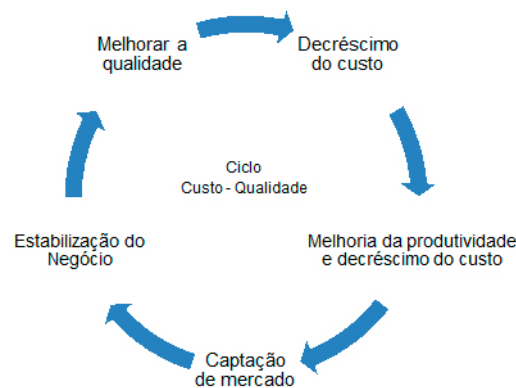 Melhorar a
qualidade
Decréscimo
do custo
Ciclo
Custo - Qualidade
Estabilização do
Negócio
Melhoria da produtividade
e decréscimo do custo
Captação
de mercado